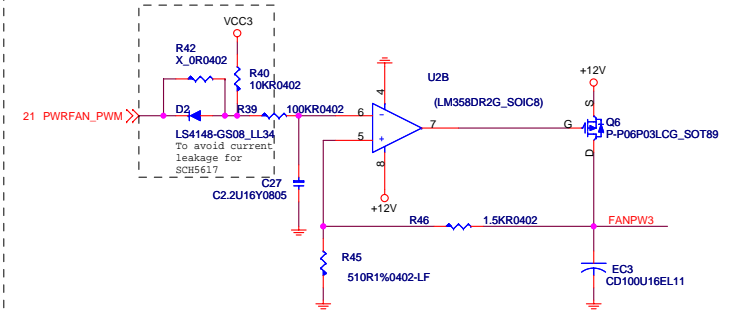 VCC3
R42
X_0R0402
R40
10KR0402
21 PWRFAN_PWM
D2
R39
100KR0402
LS4148-GS08_LL34
To avoid current
leakage for
SCH5617
C27
C2.2U16Y0805
U2B
(LM358DR2G_SOIC8)
4
6
-
5
+
7
8
+12V
+12V
S
G
D
Q6
P-P06P03LCG_SOT89
R46
1.5KR0402
FANPW3
R45
510R1%0402-LF
EC3
CD100U16EL11